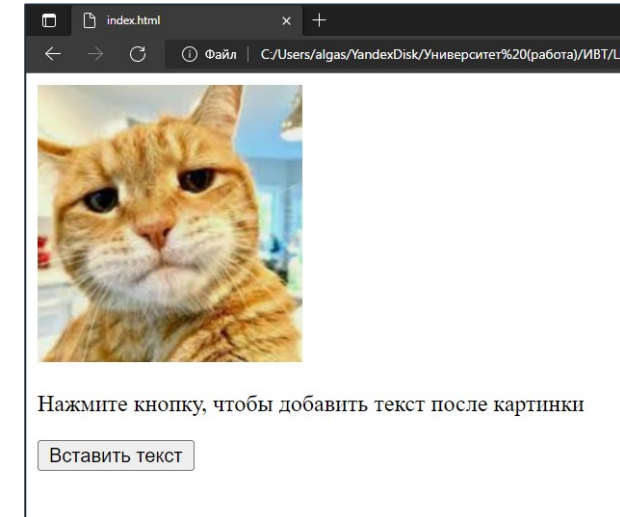 index.html
Файл C:/Users/algas/YandexDisk/Университет%20(работа)/ИВТ/L
Нажмите кнопку, чтобы добавить текст после картинки
Вставить текст